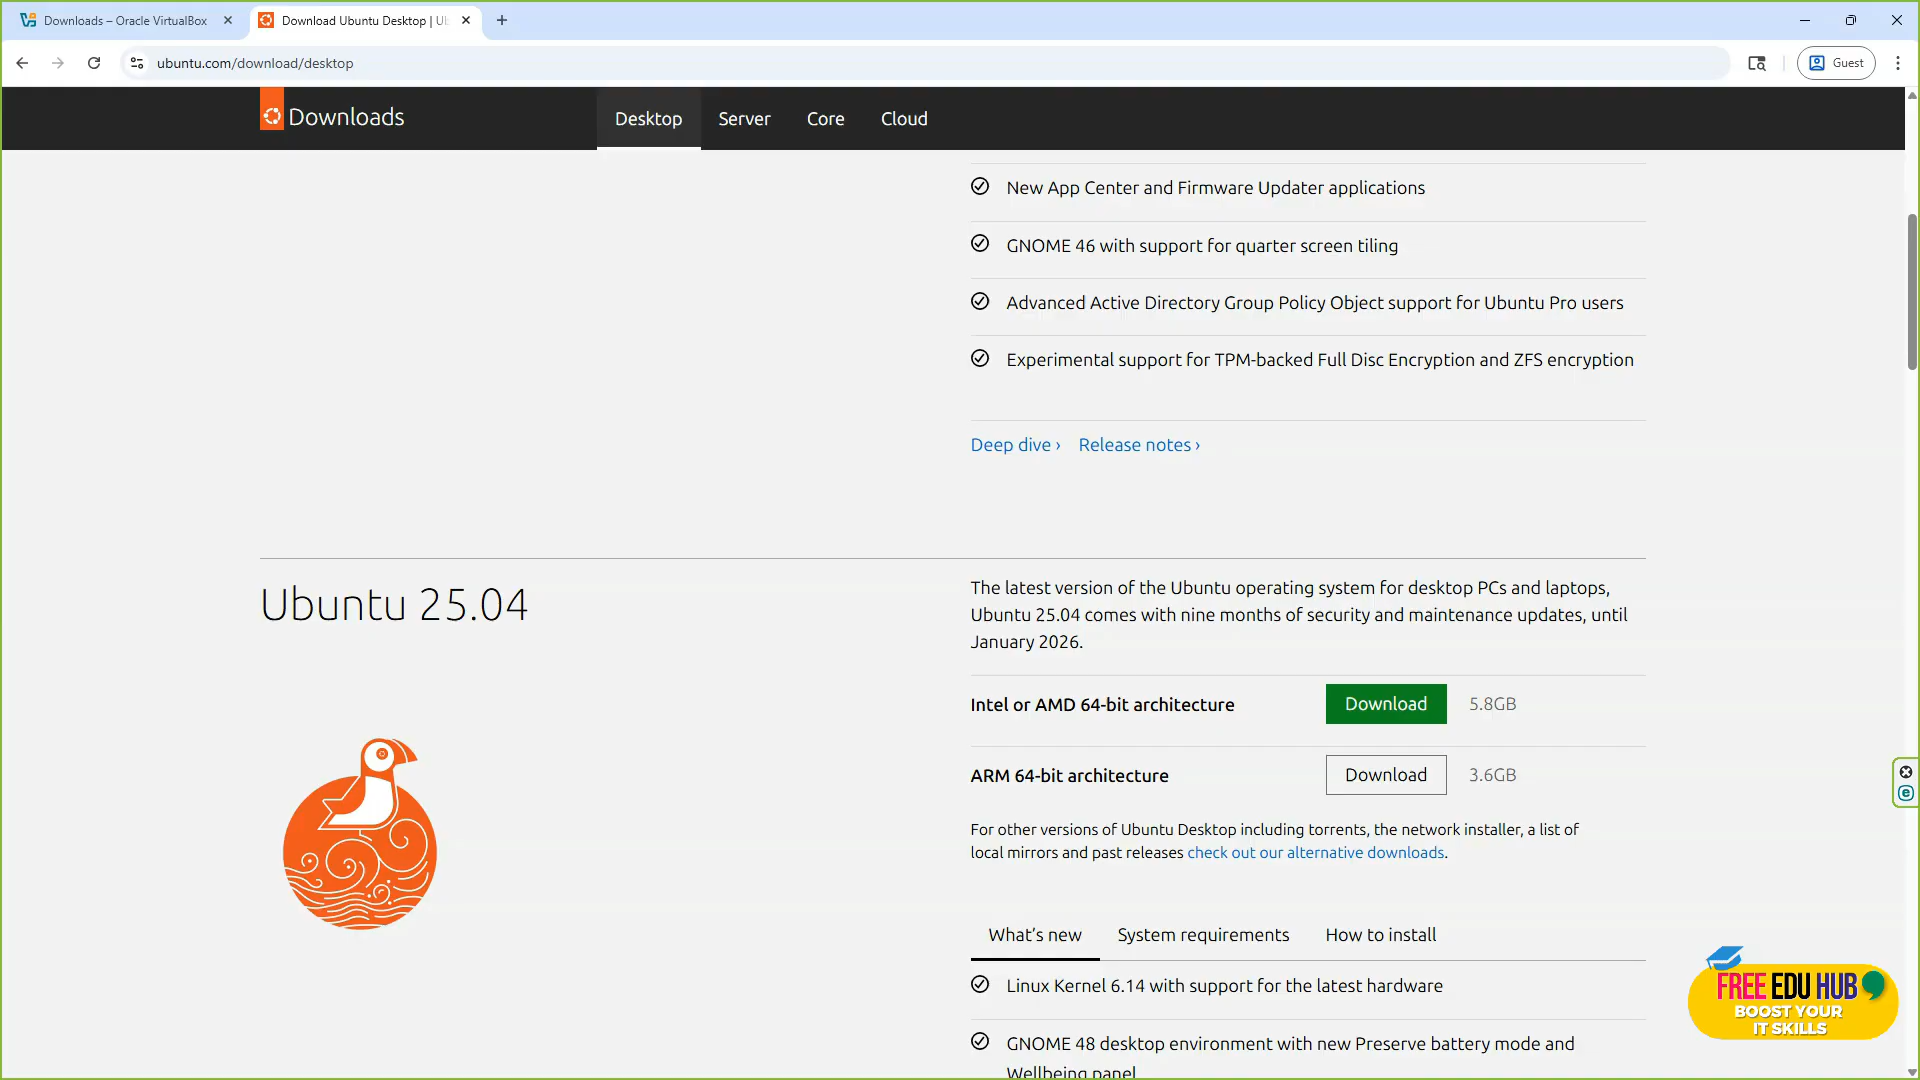 Downloads – Oracle VirtualBox
Download Ubuntu Desktop | Ub
ubuntu.com/download/desktop
Guest
Downloads
Desktop
Server
Core
Cloud
New App Center and Firmware Updater applications
GNOME 46 with support for quarter screen tiling
Advanced Active Directory Group Policy Object support for Ubuntu Pro users
Experimental support for TPM-backed Full Disc Encryption and ZFS encryption
Deep dive ›
Release notes ›
Ubuntu 25.04
The latest version of the Ubuntu operating system for desktop PCs and laptops,
Ubuntu 25.04 comes with nine months of security and maintenance updates, until
January 2026.
Intel or AMD 64-bit architecture
Download
5.8GB
ARM 64-bit architecture
Download
3.6GB
For other versions of Ubuntu Desktop including torrents, the network installer, a list of
local mirrors and past releases check out our alternative downloads.
What's new
System requirements
How to install
Linux Kernel 6.14 with support for the latest hardware
GNOME 48 desktop environment with new Preserve battery mode and
Wellbeing panel
FREE EDU HUB
BOOST YOUR
IT SKILLS